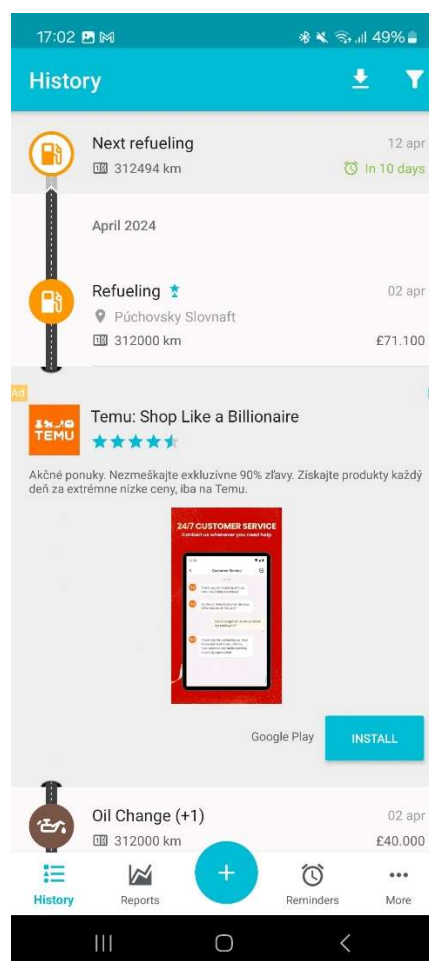 17:02 49%
History
Next refueling 12 apr
312494 km In 10 days
April 2024
Refueling 02 apr
Púchovsky Slovnaft
312000 km £71.100
Ad
TEMU
Temu: Shop Like a Billionaire
Akčné ponuky. Nezmeškajte exkluzívne 90% zľavy. Získajte produkty každý
deň za extrémne nízke ceny, iba na Temu.
24/7 CUSTOMER SERVICE
Contact us whenever you need help
Customer Service
Google Play INSTALL
Oil Change (+1) 02 apr
312000 km £40.000
+
History Reports Reminders More